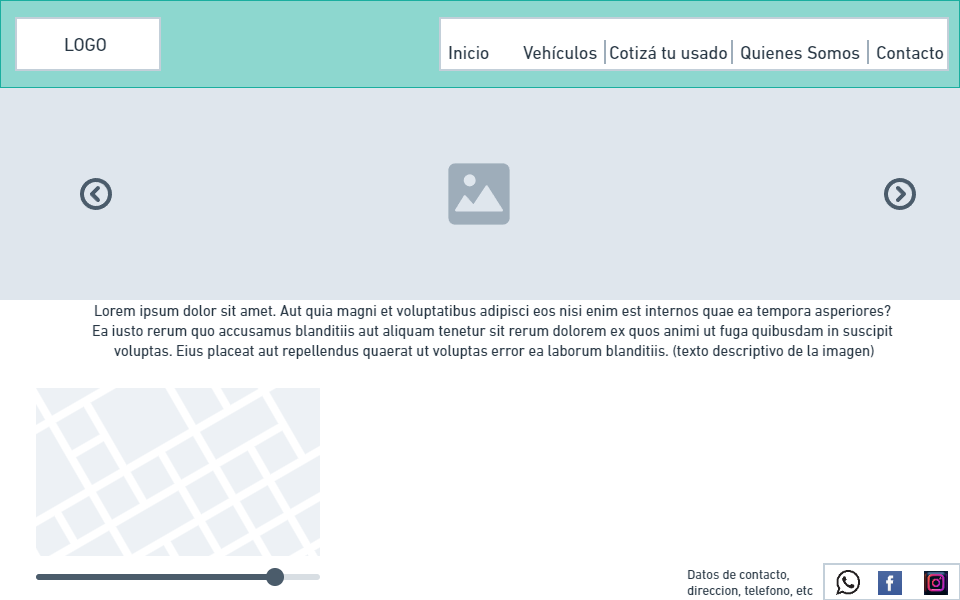 LOGO
Inicio Vehículos Cotizá tu usado Quienes Somos Contacto
Lorem ipsum dolor sit amet. Aut quia magni et voluptatibus adipisci eos nisi enim est internos quae ea tempora asperiores?
Ea iusto rerum quo accusamus blanditiis aut aliquam tenetur sit rerum dolorem ex quos animi ut fuga quibusdam in suscipit
voluptas. Eius placeat aut repellendus quaerat ut voluptas error ea laborum blanditiis. (texto descriptivo de la imagen)
Datos de contacto,
direccion, telefono, etc